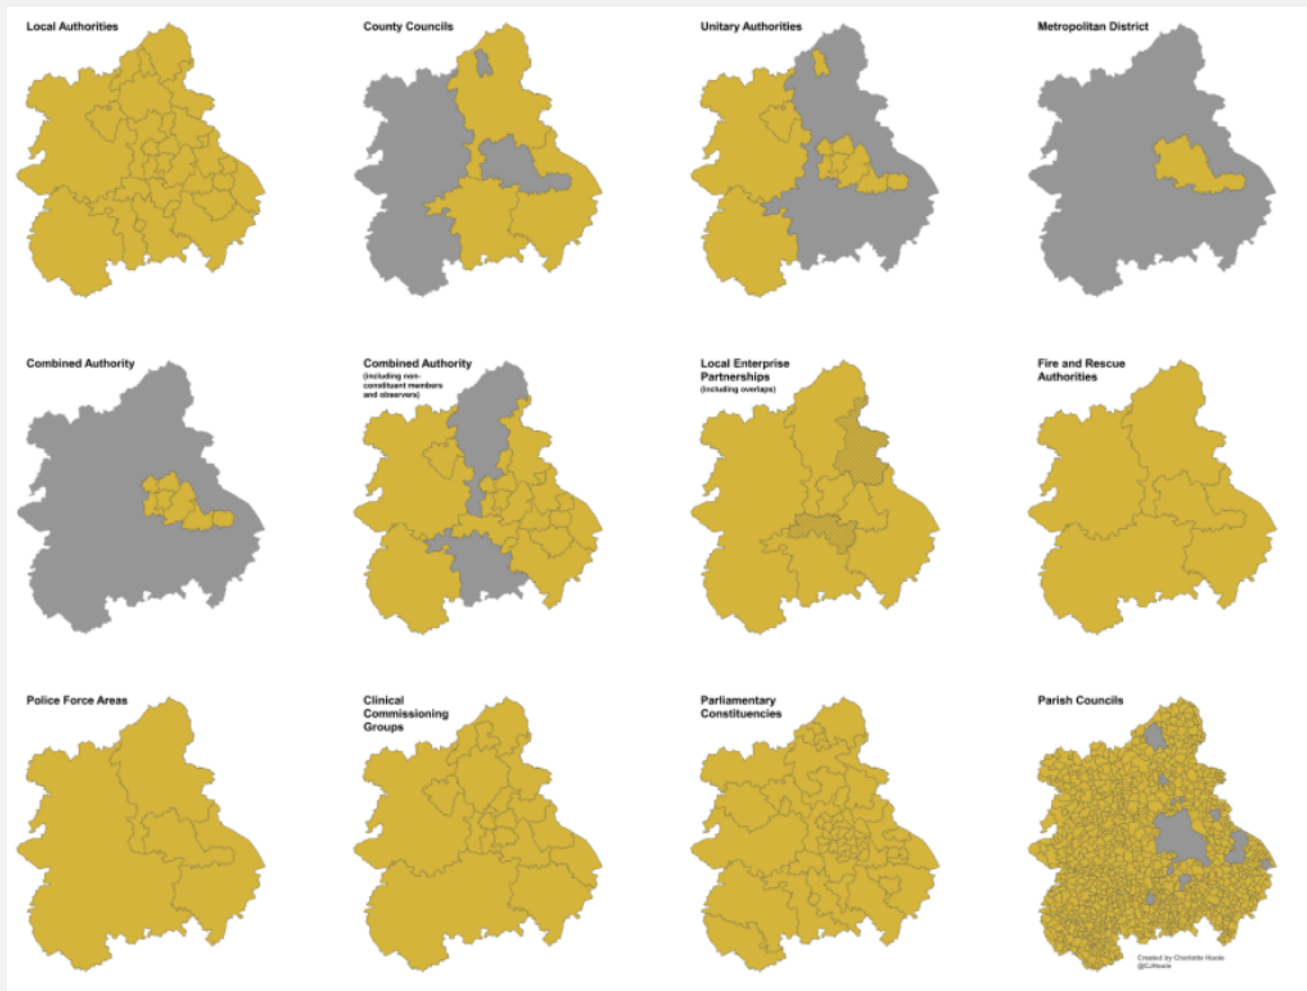 Local Authorities
County Councils
Unitary Authorities
Metropolitan District
Combined Authority
Combined Authority
(including non-
constituent members
and observers)
Local Enterprise
Partnerships
(including overlaps)
Fire and Rescue
Authorities
Police Force Areas
Clinical
Commissioning
Groups
Parliamentary
Constituencies
Parish Councils
Created by Charlotte Hoole
@CJHoole